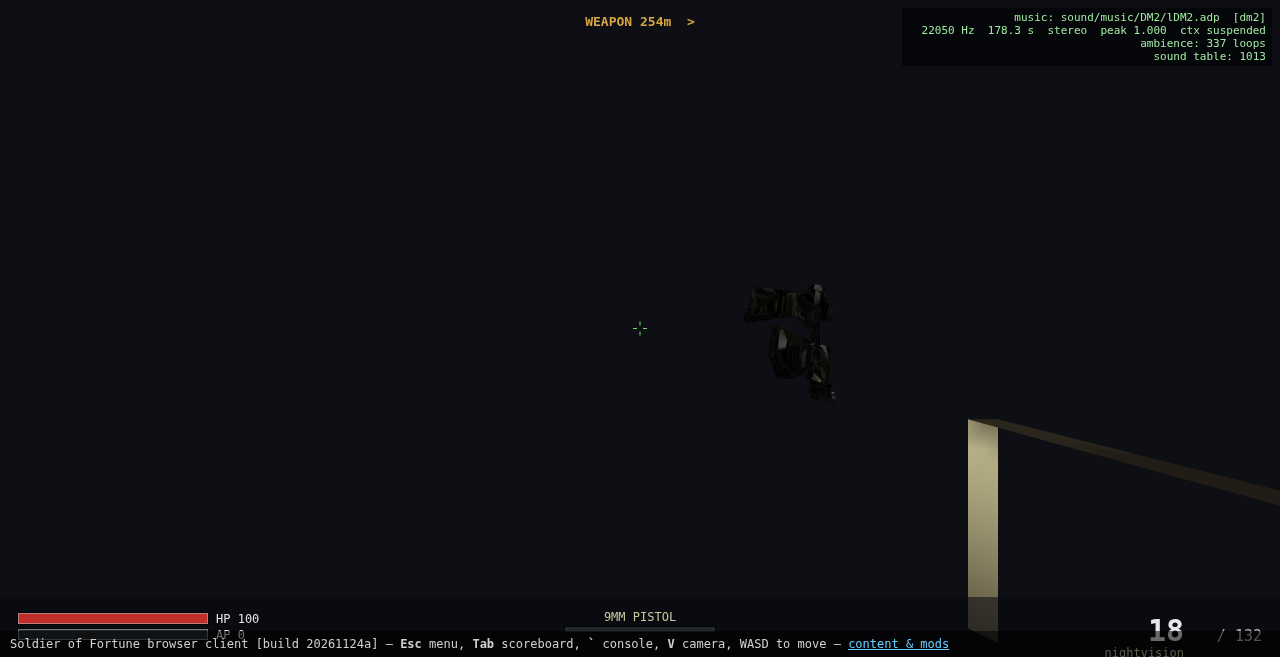 WEAPON 254m >
music: sound/music/DM2/lDM2.adp [dm2]
22050 Hz 178.3 s stereo peak 1.000 ctx suspended
ambience: 337 loops
sound table: 1013
HP 100
AP 0
9MM PISTOL
18 / 132
nightvision
Soldier of Fortune browser client [build 20261124a] — Esc menu, Tab scoreboard, ` console, V camera, WASD to move — content & mods